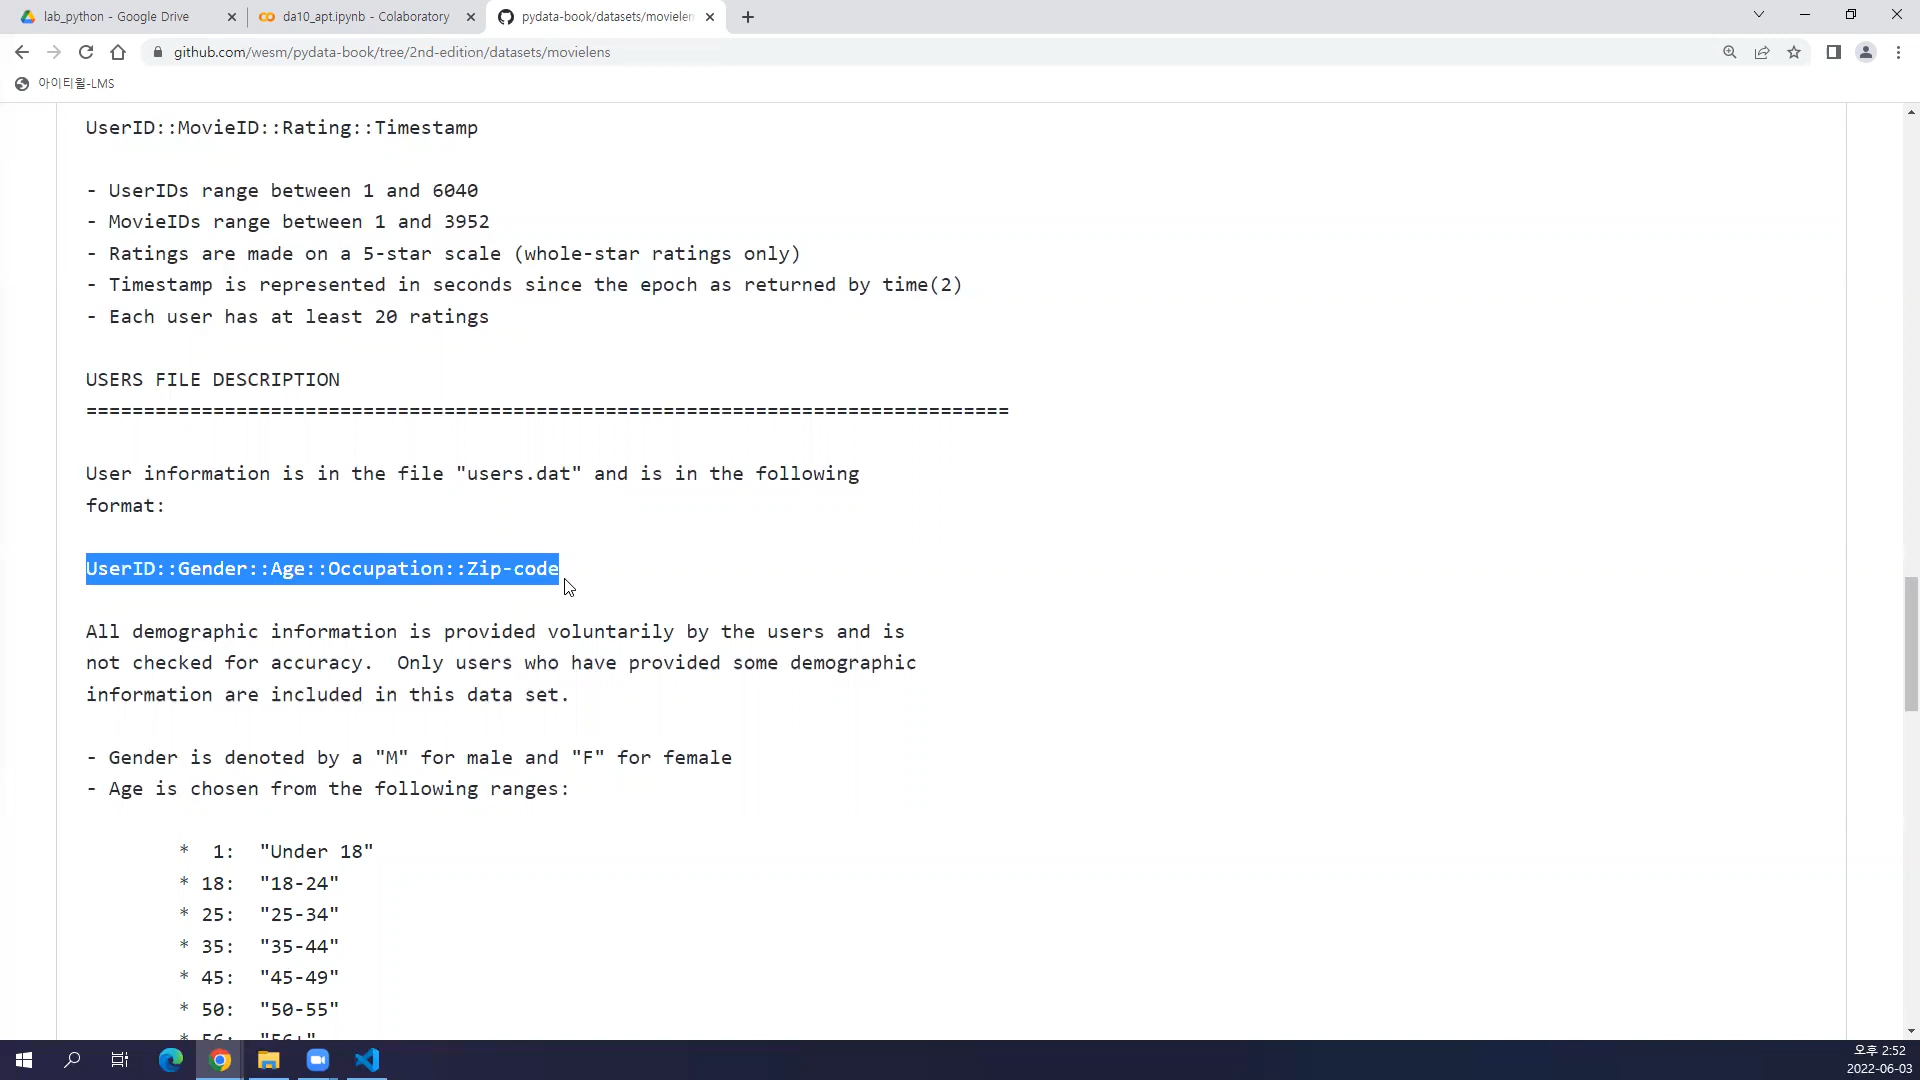 lab_python - Google Drive
da10_apt.ipynb - Colaboratory
pydata-book/datasets/movielen
github.com/wesm/pydata-book/tree/2nd-edition/datasets/movielens
아이티윌-LMS
UserID::MovieID::Rating::Timestamp
- UserIDs range between 1 and 6040
- MovieIDs range between 1 and 3952
- Ratings are made on a 5-star scale (whole-star ratings only)
- Timestamp is represented in seconds since the epoch as returned by time(2)
- Each user has at least 20 ratings
USERS FILE DESCRIPTION
================================================================================
User information is in the file "users.dat" and is in the following
format:
UserID::Gender::Age::Occupation::Zip-code
All demographic information is provided voluntarily by the users and is
not checked for accuracy.  Only users who have provided some demographic
information are included in this data set.
- Gender is denoted by a "M" for male and "F" for female
- Age is chosen from the following ranges:
*  1:  "Under 18"
* 18:  "18-24"
* 25:  "25-34"
* 35:  "35-44"
* 45:  "45-49"
* 50:  "50-55"
* 56:  "56+"
오후 2:52
2022-06-03